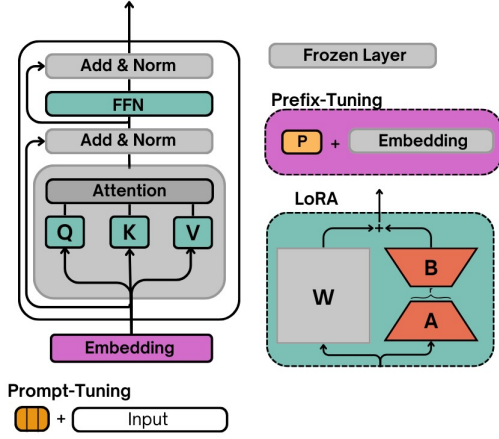 Add & Norm
FFN
Add & Norm
Attention
Q K V
Embedding
Prompt-Tuning
+ Input
Frozen Layer
Prefix-Tuning
P + Embedding
LoRA
+
W
B
r
A